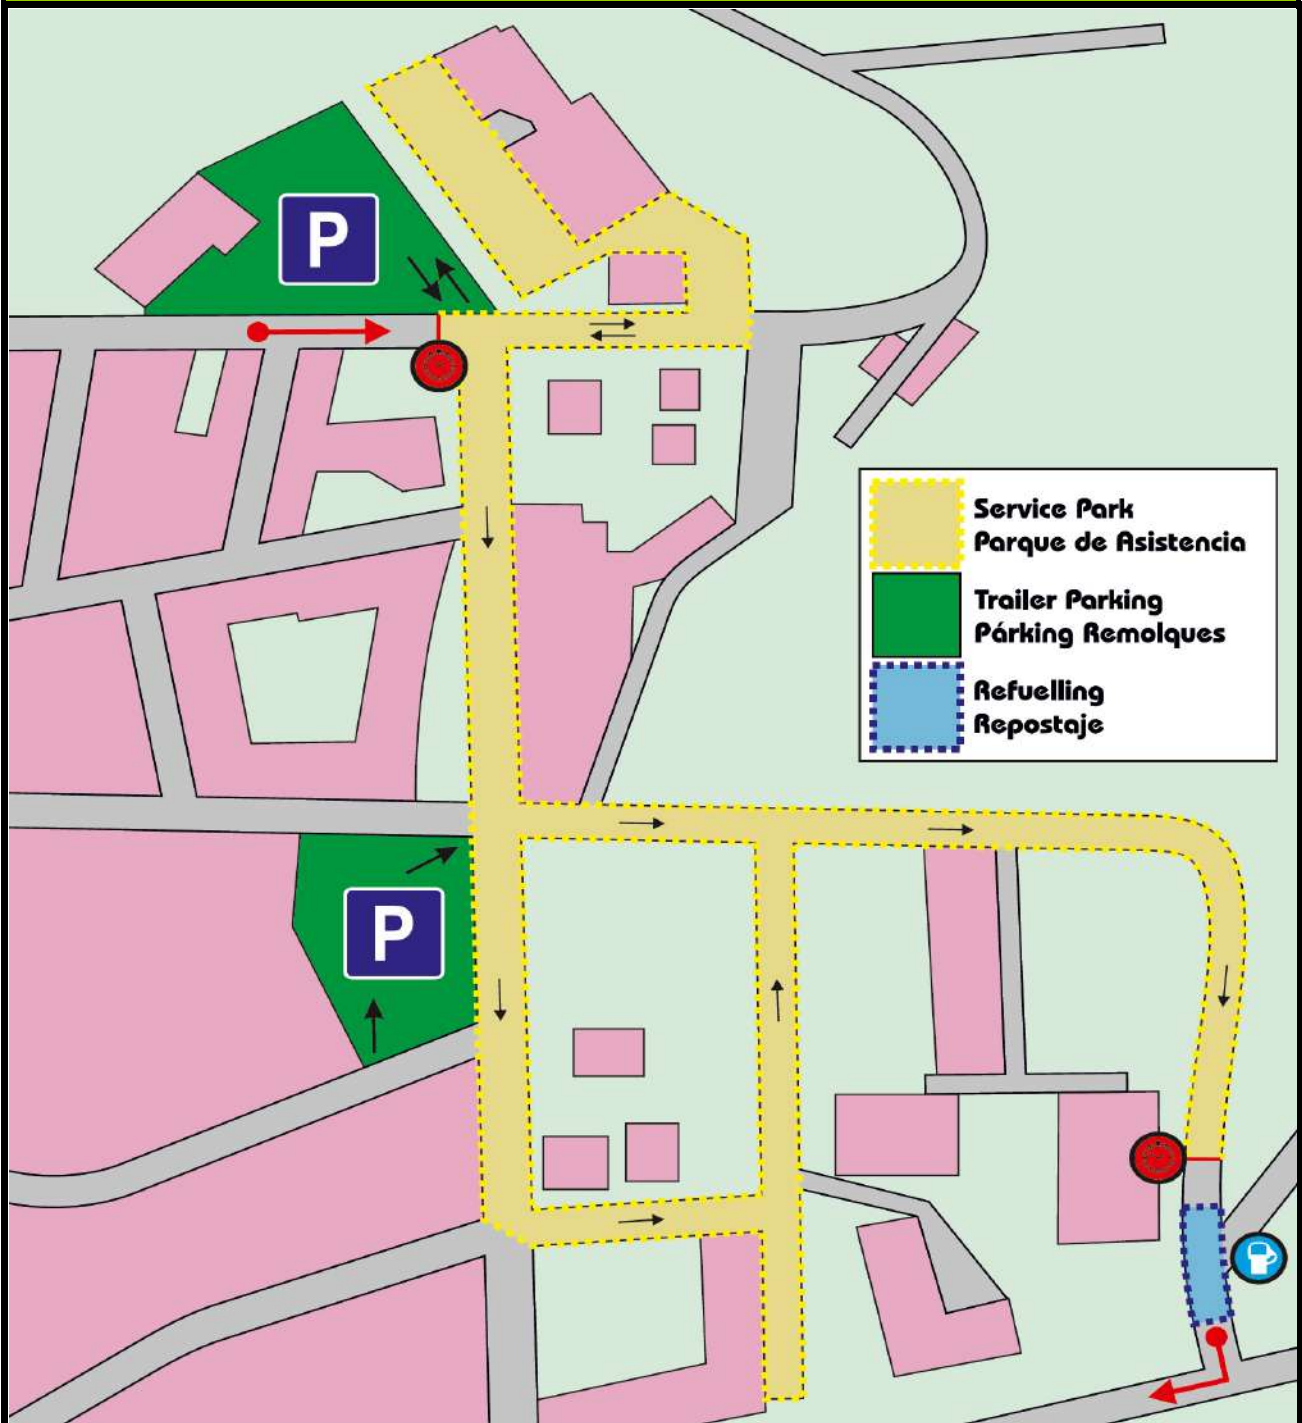 P
Service Park
Parque de Asistencia
Trailer Parking
Párking Remolques
Refuelling
Repostaje
P